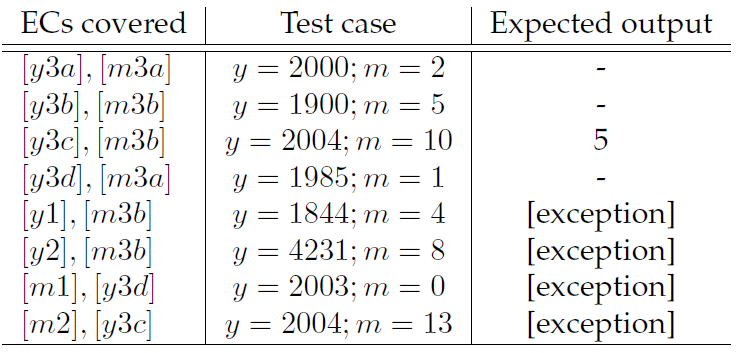 ECs covered Test case Expected output
[y3a], [m3a] y = 2000; m = 2 -
[y3b], [m3b] y = 1900; m = 5 -
[y3c], [m3b] y = 2004; m = 10 5
[y3d], [m3a] y = 1985; m = 1 -
[y1], [m3b] y = 1844; m = 4 [exception]
[y2], [m3b] y = 4231; m = 8 [exception]
[m1], [y3d] y = 2003; m = 0 [exception]
[m2], [y3c] y = 2004; m = 13 [exception]